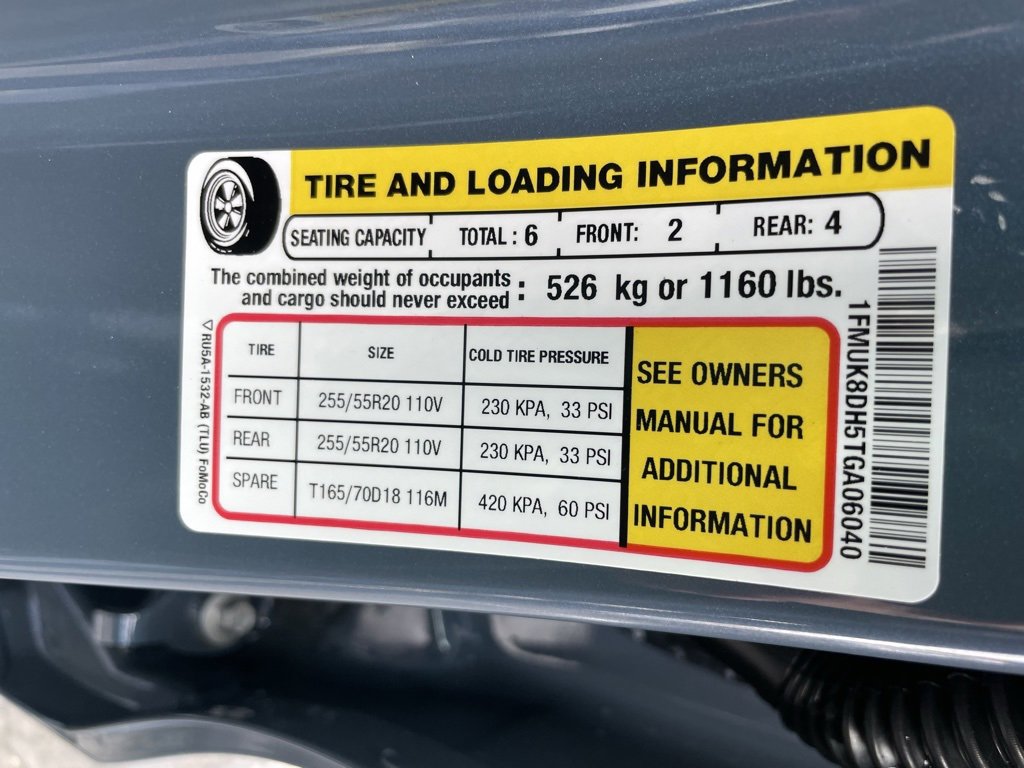 TIRE AND LOADING INFORMATION
SEATING CAPACITY TOTAL : 6 FRONT: 2 REAR: 4
The combined weight of occupants
and cargo should never exceed : 526 kg or 1160 lbs.
TIRE SIZE COLD TIRE PRESSURE
FRONT 255/55R20 110V 230 KPA, 33 PSI
REAR 255/55R20 110V 230 KPA, 33 PSI
SPARE T165/70D18 116M 420 KPA, 60 PSI
SEE OWNERS
MANUAL FOR
ADDITIONAL
INFORMATION
RU5A-1532-AB (TLU) FoMoCo
1FMUK8DH5TGA06040